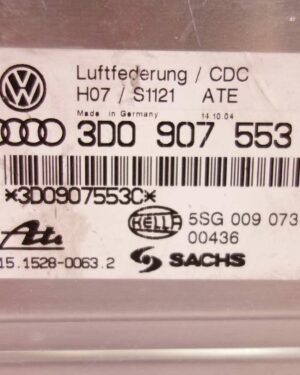 Luftfederung / CDC
H07 / S1121 ATE
Made in Germany 14.10.04
3D0 907 553
*3D0907553C*
Ate HELLA 5SG 009 073
00436
15.1528-0063.2 SACHS